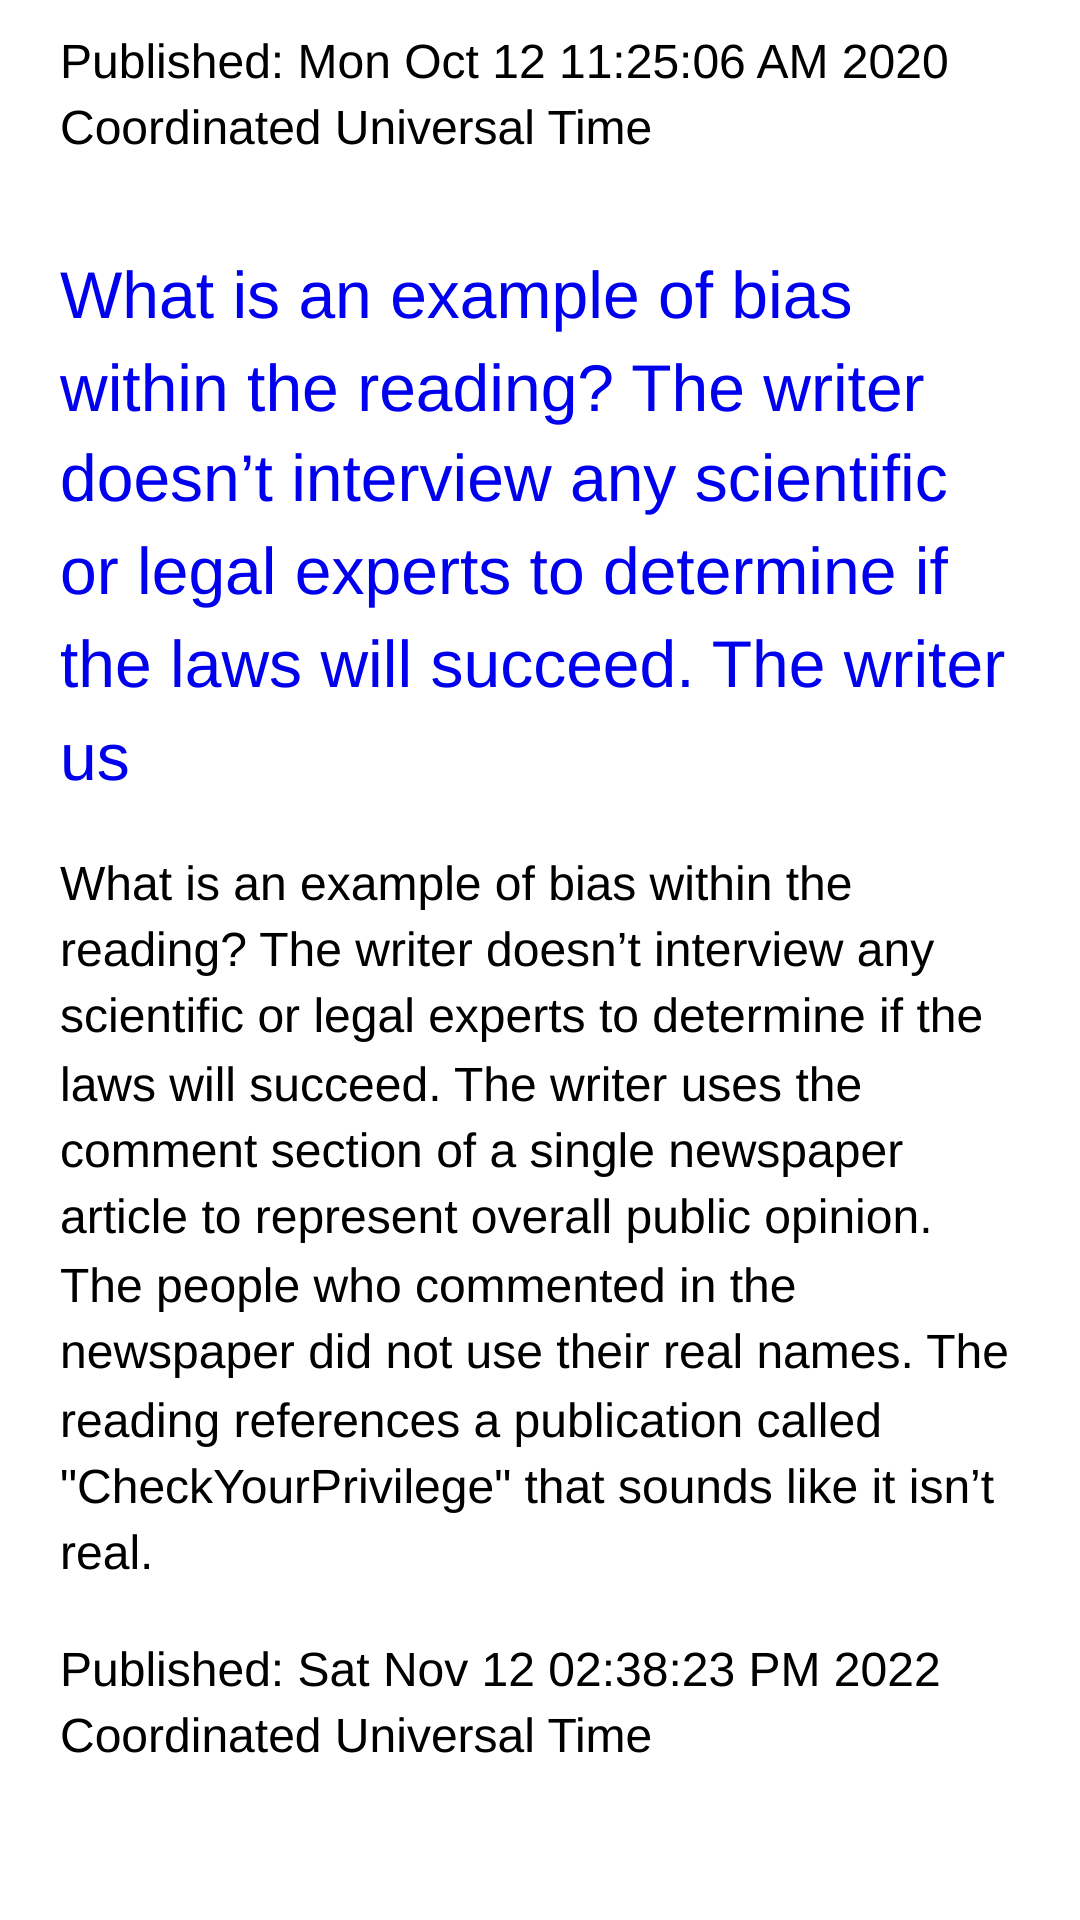 Published: Mon Oct 12 11:25:06 AM 2020
Coordinated Universal Time
What is an example of bias
within the reading? The writer
doesn’t interview any scientific
or legal experts to determine if
the laws will succeed. The writer
us
What is an example of bias within the
reading? The writer doesn’t interview any
scientific or legal experts to determine if the
laws will succeed. The writer uses the
comment section of a single newspaper
article to represent overall public opinion.
The people who commented in the
newspaper did not use their real names. The
reading references a publication called
"CheckYourPrivilege" that sounds like it isn’t
real.
Published: Sat Nov 12 02:38:23 PM 2022
Coordinated Universal Time